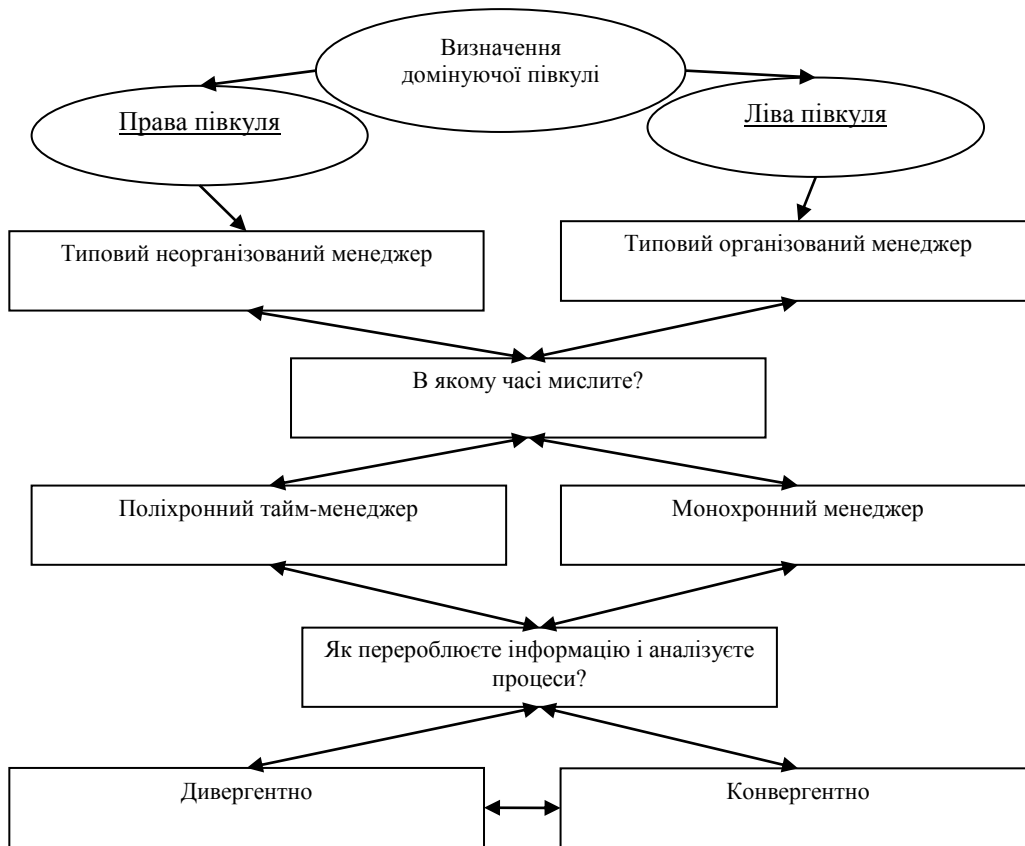 Визначення
домінуючої півкулі
Права півкуля
Ліва півкуля
Типовий неорганізований менеджер
Типовий організований менеджер
В якому часі мислите?
Поліхронний тайм-менеджер
Монохронний менеджер
Як перероблюєте інформацію і аналізуєте
процеси?
Дивергентно
Конвергентно